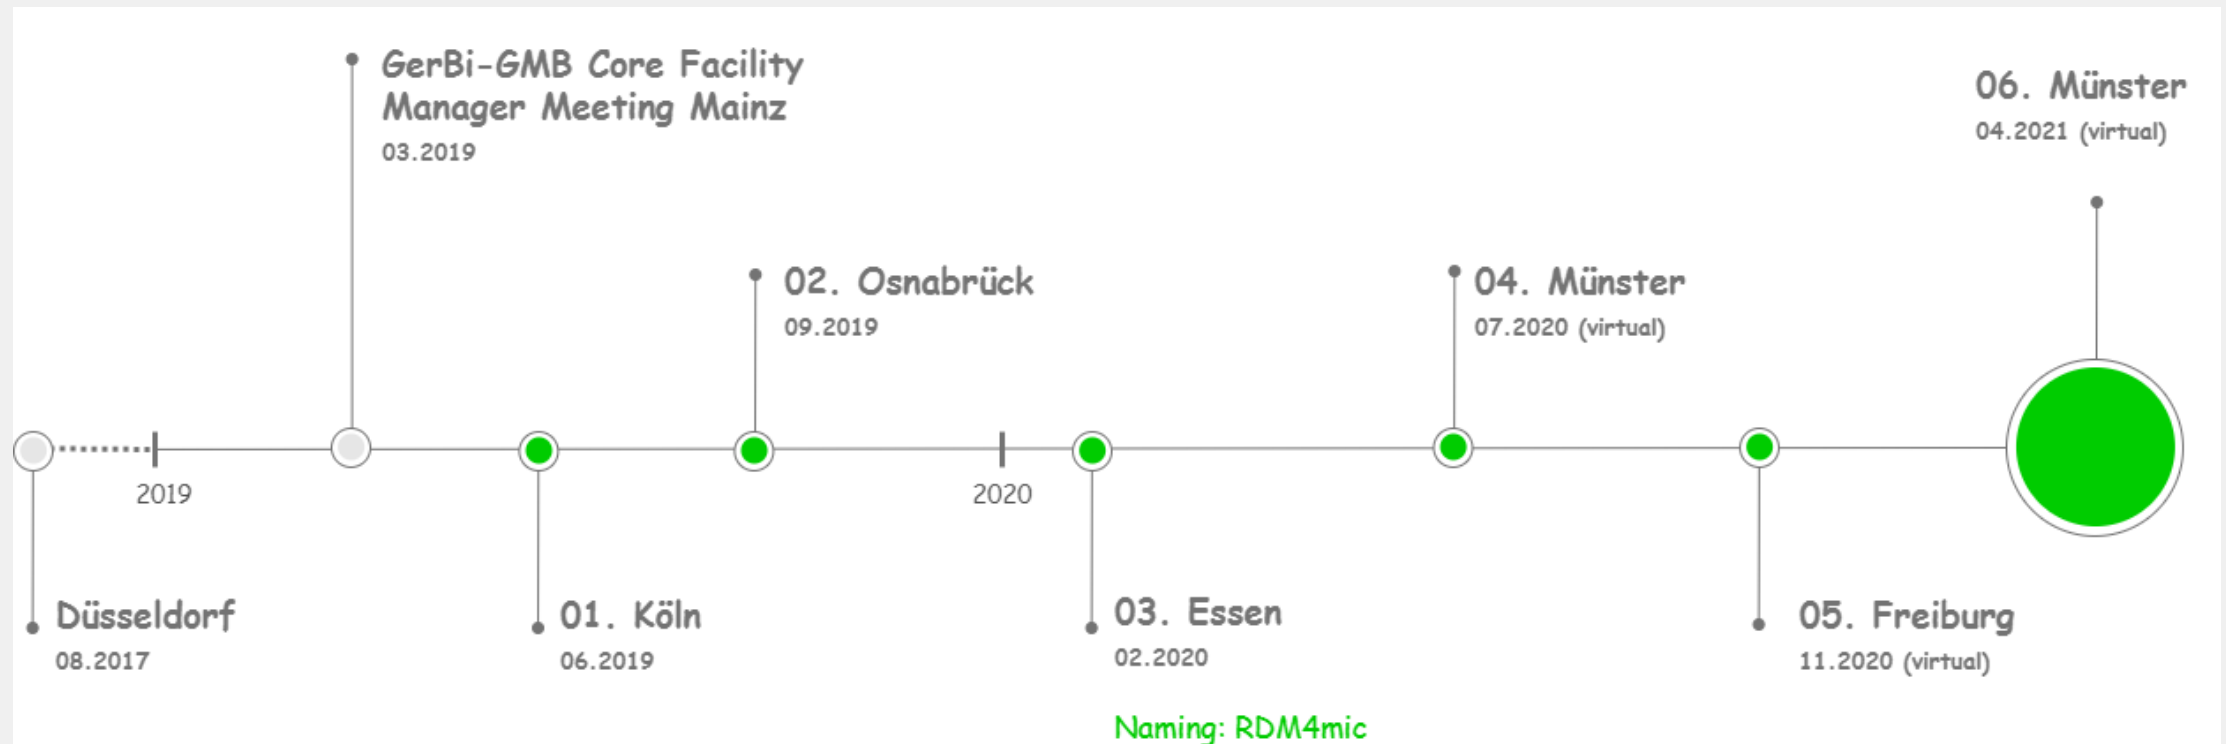 GerBi-GMB Core Facility
Manager Meeting Mainz
03.2019
06. Münster
04.2021 (virtual)
02. Osnabrück
09.2019
04. Münster
07.2020 (virtual)
2019
2020
Düsseldorf
08.2017
01. Köln
06.2019
03. Essen
02.2020
05. Freiburg
11.2020 (virtual)
Naming: RDM4mic